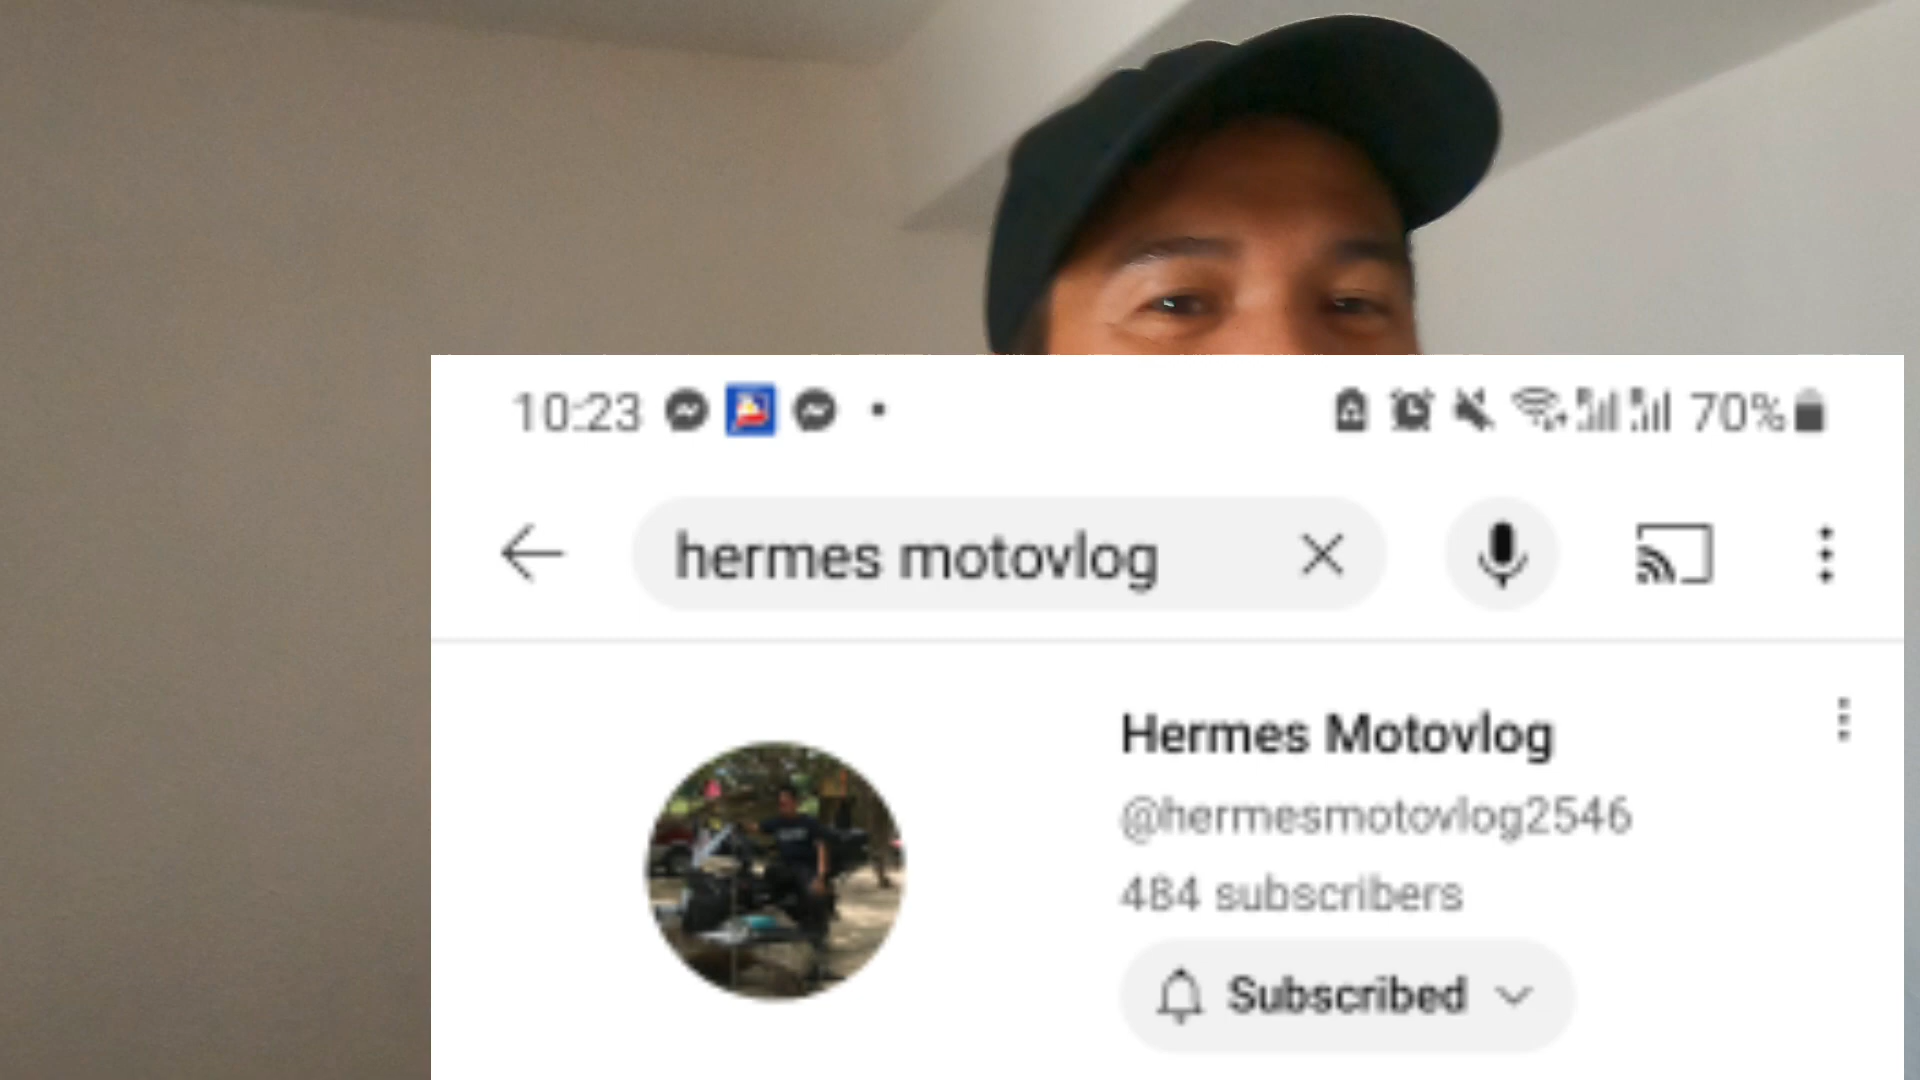 10:23 70%
hermes motovlog
Hermes Motovlog
@hermesmotovlog2546
484 subscribers
Subscribed